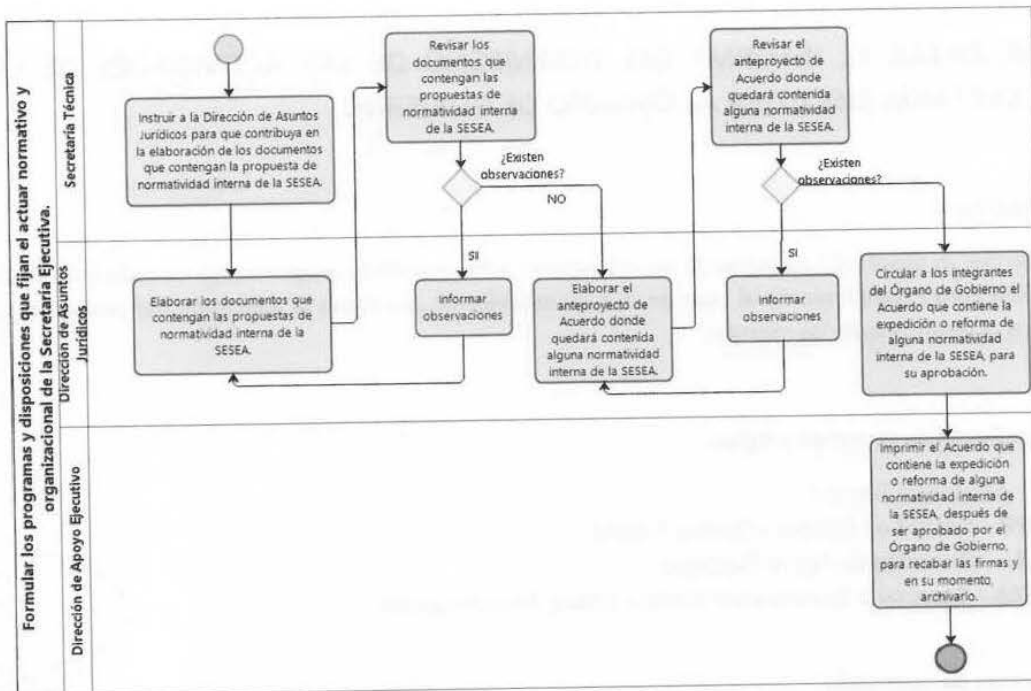 Formular los programas y disposiciones que fijan el actuar normativo y
organizacional de la Secretaría Ejecutiva.
Secretaría Técnica
Instruir a la Dirección de Asuntos
Jurídicos para que contribuya en
la elaboración de los documentos
que contengan la propuesta de
normatividad interna de la SESEA.
Revisar los
documentos que
contengan las
propuestas de
normatividad interna
de la SESEA.
¿Existen
observaciones?
NO
SI
Revisar el
anteproyecto de
Acuerdo donde
quedará contenida
alguna normatividad
interna de la SESEA.
¿Existen
observaciones?
SI
Dirección de Asuntos
Jurídicos
Elaborar los documentos que
contengan las propuestas de
normatividad interna de la
SESEA.
Informar
observaciones
Elaborar el
anteproyecto de
Acuerdo donde
quedará contenida
alguna normatividad
interna de la SESEA.
Informar
observaciones
Circular a los integrantes
del Órgano de Gobierno el
Acuerdo que contiene la
expedición o reforma de
alguna normatividad
interna de la SESEA, para
su aprobación.
Dirección de Apoyo Ejecutivo
Imprimir el Acuerdo que
contiene la expedición
o reforma de alguna
normatividad interna de
la SESEA, después de
ser aprobado por el
Órgano de Gobierno,
para recabar las firmas y
en su momento,
archivarlo.